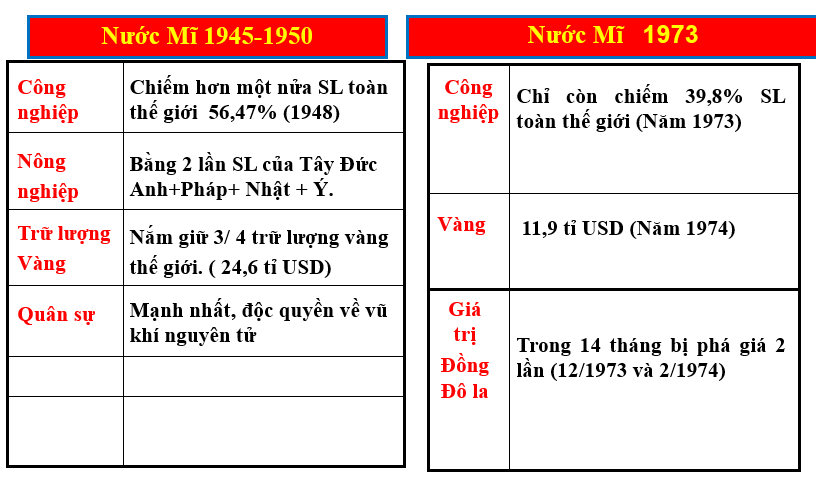 Nước Mĩ 1945-1950
Công
nghiệp
Chiếm hơn một nửa SL toàn
thế giới 56,47% (1948)
Nông
nghiệp
Bằng 2 lần SL của Tây Đức
Anh+Pháp+ Nhật + Ý.
Trữ lượng
Vàng
Nắm giữ 3/ 4 trữ lượng vàng
thế giới. ( 24,6 tỉ USD)
Quân sự
Mạnh nhất, độc quyền về vũ
khí nguyên tử
Nước Mĩ 1973
Công
nghiệp
Chỉ còn chiếm 39,8% SL
toàn thế giới (Năm 1973)
Vàng
11,9 tỉ USD (Năm 1974)
Giá
trị
Đồng
Đô la
Trong 14 tháng bị phá giá 2
lần (12/1973 và 2/1974)